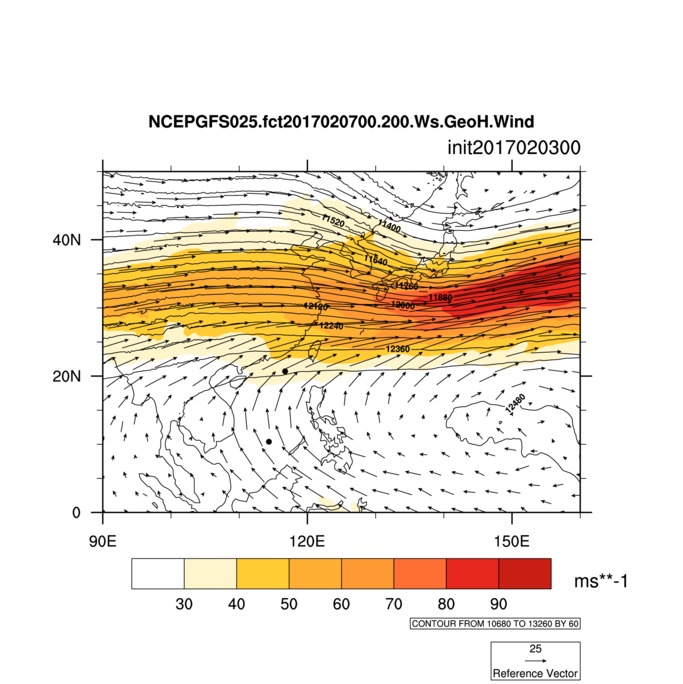 NCEPGFS025.fct2017020700.200.Ws.GeoH.Wind
init2017020300
11520
11400
40N
11640
11760
11880
12000
12120
12240
12360
20N
12480
0
90E 120E 150E
ms**-1
30 40 50 60 70 80 90
CONTOUR FROM 10680 TO 13260 BY 60
25
Reference Vector